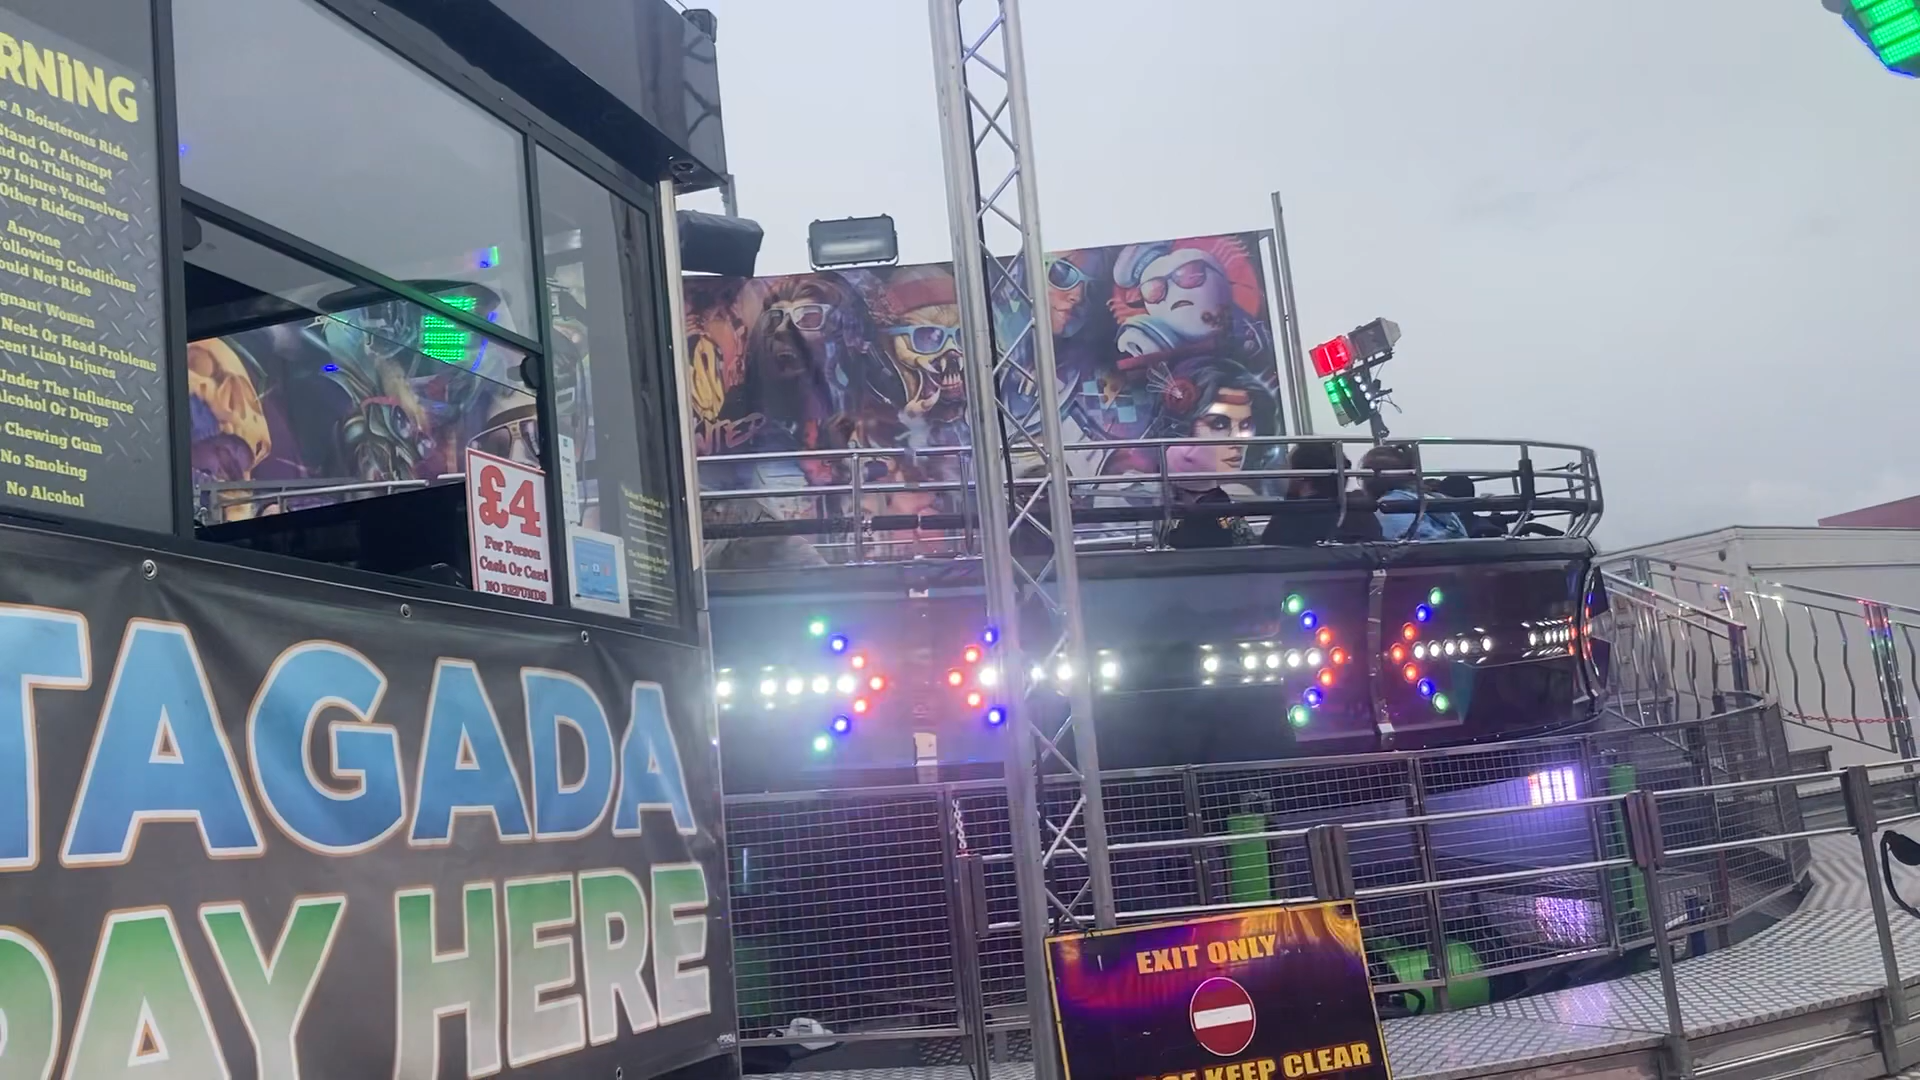 RNING
e A Boisterous Ride
Stand Or Attempt
nd On This Ride
ay Injure Yourselves
Other Riders
Anyone
Following Conditions
ould Not Ride
gnant Women
Neck Or Head Problems
cent Limb Injuries
Under The Influence
Alcohol Or Drugs
Chewing Gum
No Smoking
No Alcohol
£4
Per Person
Cash Or Card
NO REFUNDS
TAGADA
PAY HERE
EXIT ONLY
KEEP CLEAR